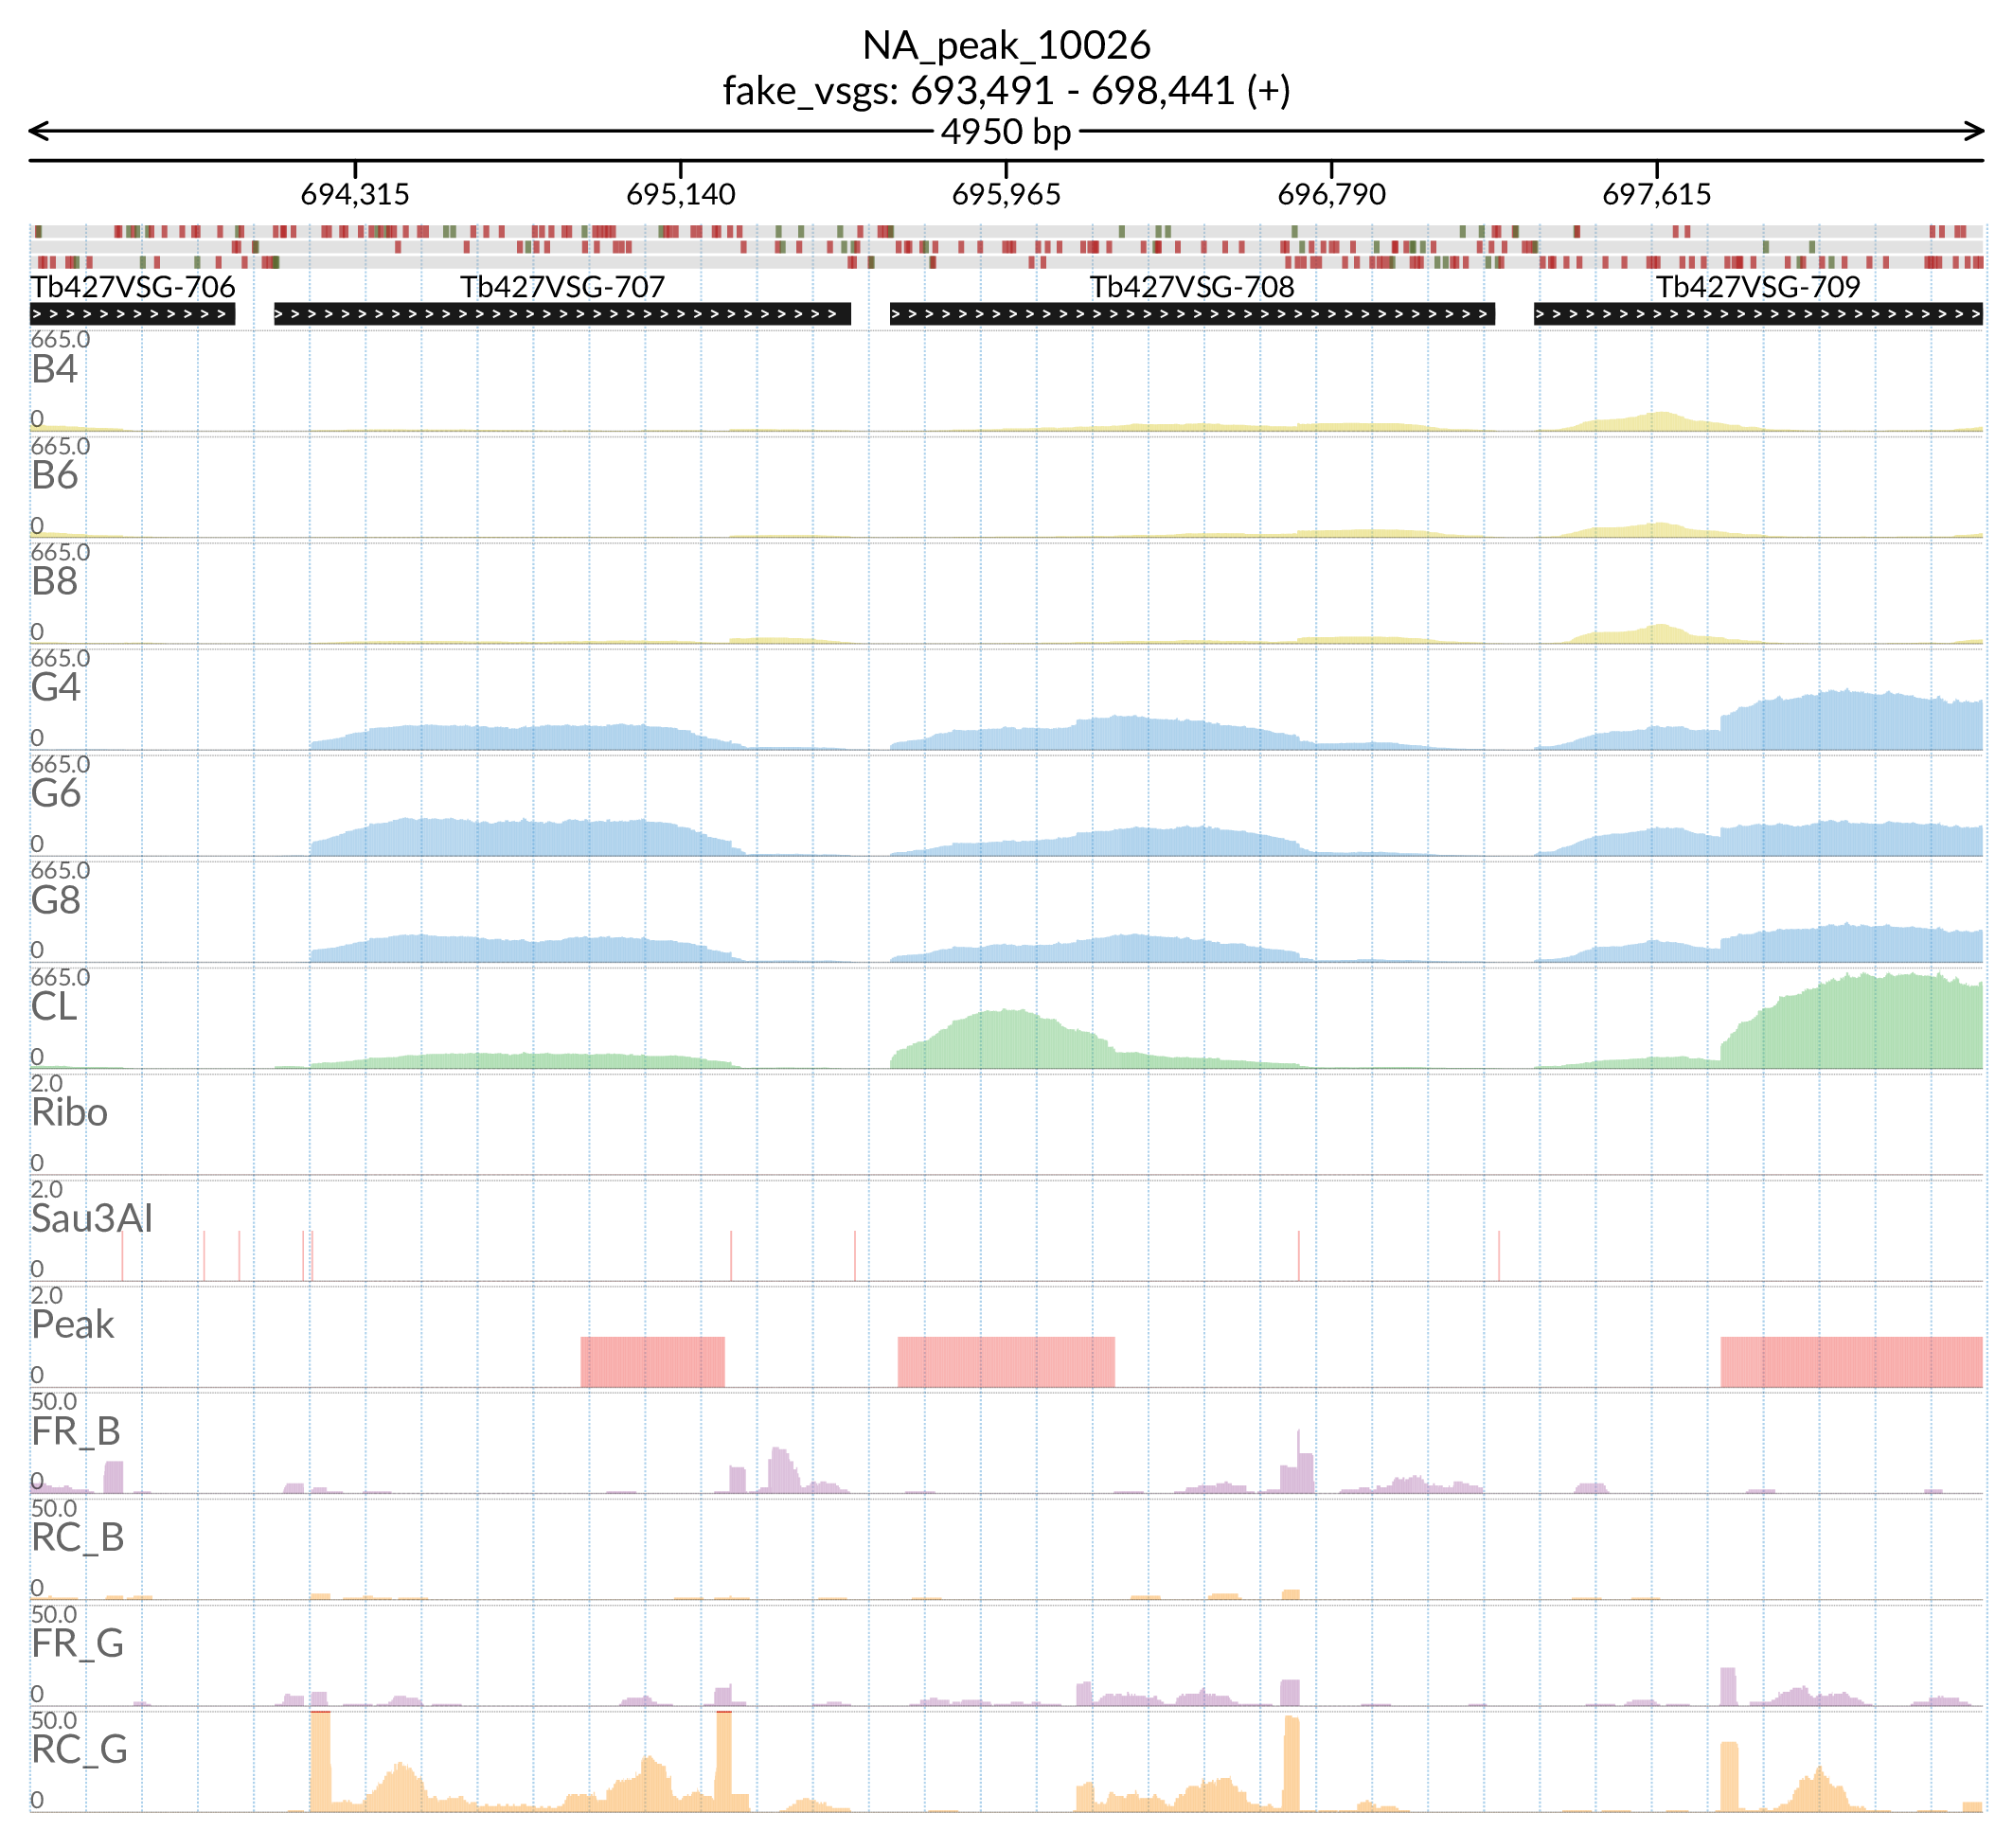 NA_peak_10026
fake_vsgs: 693,491 - 698,441 (+)
4950 bp
694,315 695,140 695,965 696,790 697,615
Tb427VSG-706 Tb427VSG-707 Tb427VSG-708 Tb427VSG-709
665.0
B4
0
665.0
B6
0
665.0
B8
0
665.0
G4
0
665.0
G6
0
665.0
G8
0
665.0
CL
0
2.0
Ribo
0
2.0
Sau3AI
0
2.0
Peak
0
50.0
FR_B
0
50.0
RC_B
0
50.0
FR_G
0
50.0
RC_G
0